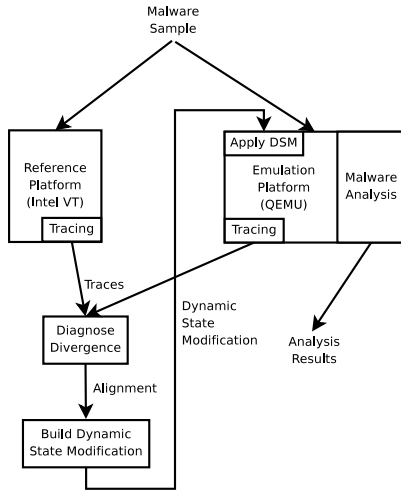 Malware
Sample
Reference
Platform
(Intel VT)
Tracing
Apply DSM
Emulation
Platform
(QEMU)
Tracing
Malware
Analysis
Traces
Dynamic
State
Modification
Diagnose
Divergence
Analysis
Results
Alignment
Build Dynamic
State Modification